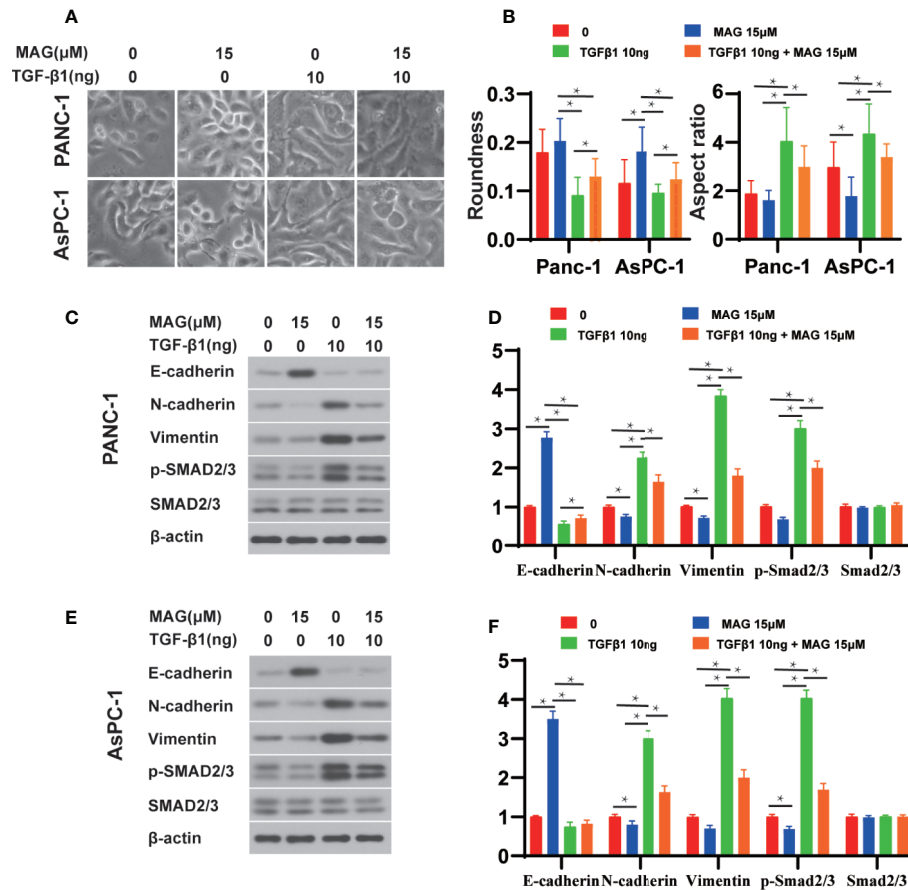 A
MAG(µM) 0 15 0 15
TGF-β1(ng) 0 0 10 10
PANC-1
AsPC-1
B
0
MAG 15µM
TGFβ1 10ng
TGFβ1 10ng + MAG 15µM
Roundness
0.3
0.2
0.1
0.0
* * * * * * *
Panc-1 AsPC-1
Aspect ratio
6
4
2
0
* * * * * * *
Panc-1 AsPC-1
C
MAG(µM) 0 15 0 15
TGF-β1(ng) 0 0 10 10
PANC-1
E-cadherin
N-cadherin
Vimentin
p-SMAD2/3
SMAD2/3
β-actin
D
0
MAG 15µM
TGFβ1 10ng
TGFβ1 10ng + MAG 15µM
5
4
3
2
1
0
* * * * * * * * * * * * * * *
E-cadherin N-cadherin Vimentin p-Smad2/3 Smad2/3
E
MAG(µM) 0 15 0 15
TGF-β1(ng) 0 0 10 10
AsPC-1
E-cadherin
N-cadherin
Vimentin
p-SMAD2/3
SMAD2/3
β-actin
F
0
MAG 15µM
TGFβ1 10ng
TGFβ1 10ng + MAG 15µM
5
4
3
2
1
0
* * * * * * * * * * * * * *
E-cadherin N-cadherin Vimentin p-Smad2/3 Smad2/3